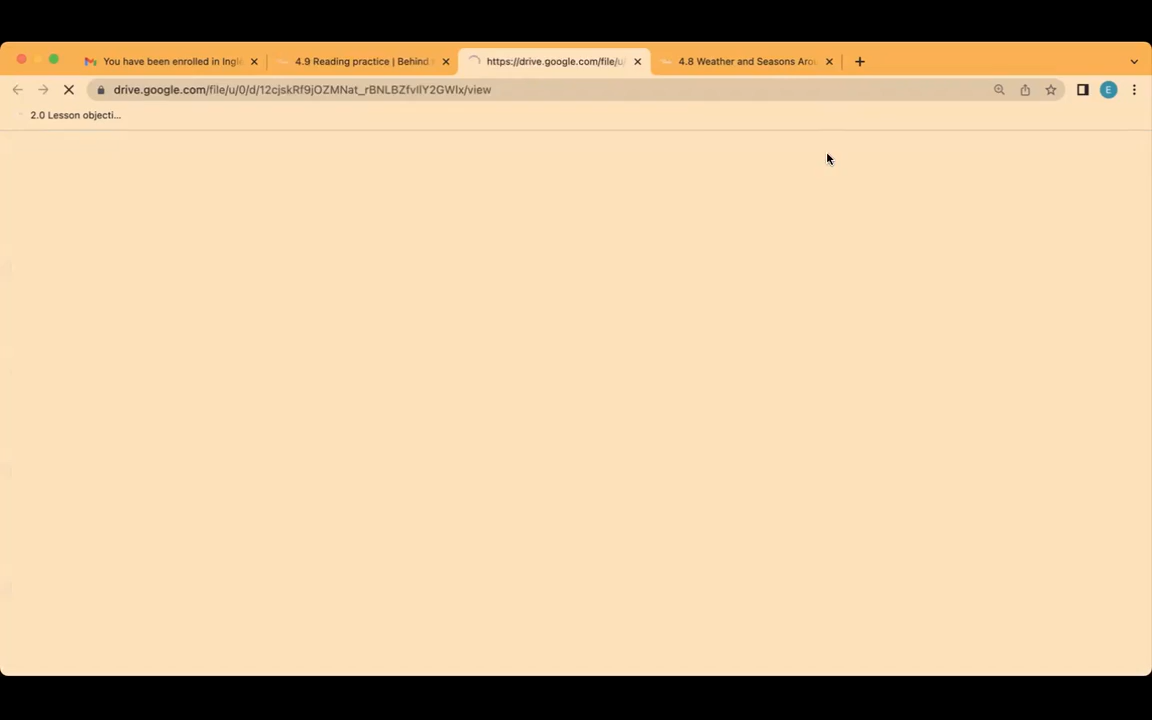 You have been enrolled in Ingl
4.9 Reading practice | Behind
https://drive.google.com/file/u
4.8 Weather and Seasons Arou
drive.google.com/file/u/0/d/12cjskRf9jOZMNat_rBNLBZfvIlY2GWlx/view
E
2.0 Lesson objecti...